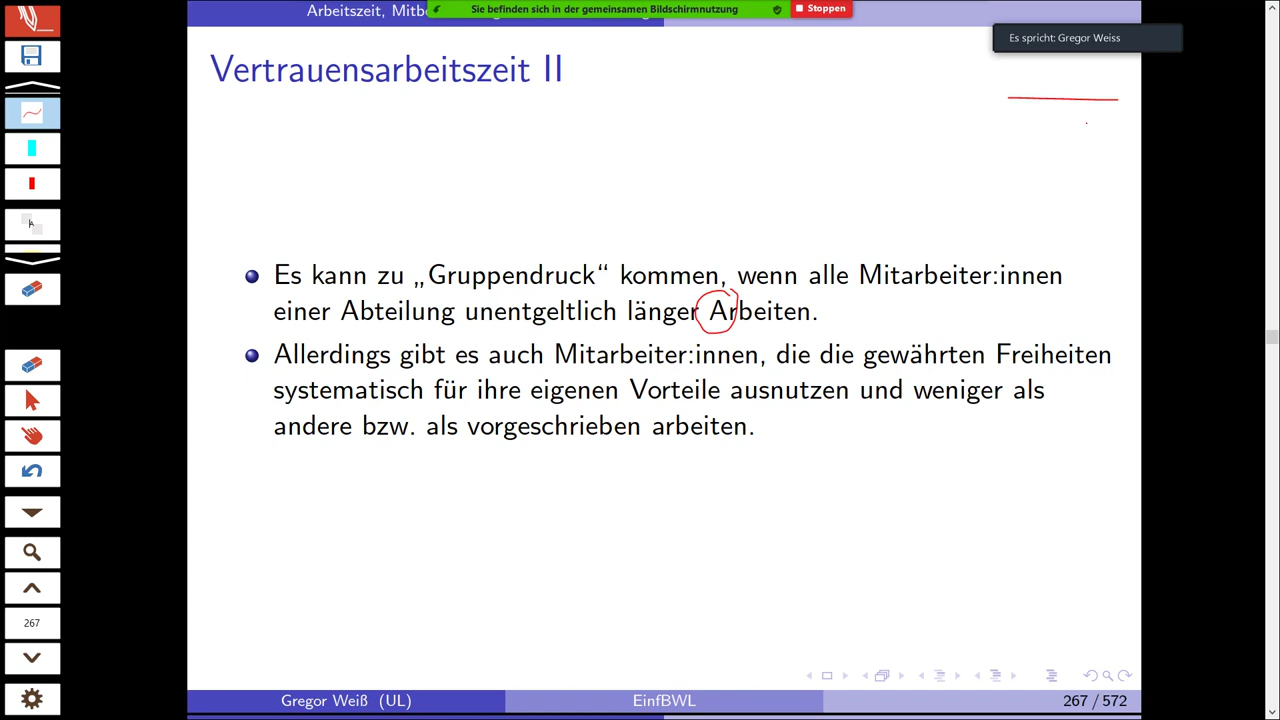 Arbeitszeit, Mitb
Sie befinden sich in der gemeinsamen Bildschirmnutzung
Stoppen
Es spricht: Gregor Weiss
Vertrauensarbeitszeit II
Es kann zu „Gruppendruck“ kommen, wenn alle Mitarbeiter:innen
einer Abteilung unentgeltlich länger Arbeiten.
Allerdings gibt es auch Mitarbeiter:innen, die die gewährten Freiheiten
systematisch für ihre eigenen Vorteile ausnutzen und weniger als
andere bzw. als vorgeschrieben arbeiten.
267
Gregor Weiß (UL)
EinfBWL
267 / 572